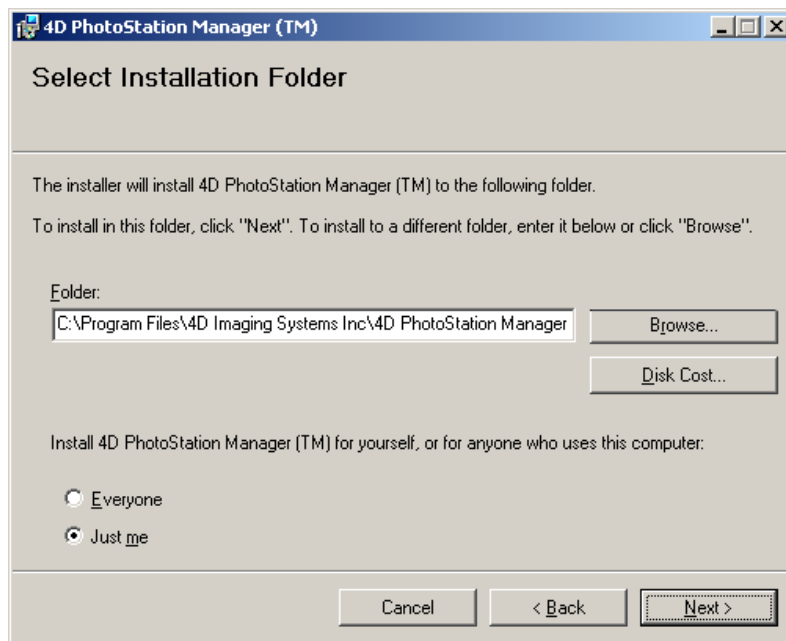 4D PhotoStation Manager (TM)
Select Installation Folder
The installer will install 4D PhotoStation Manager (TM) to the following folder.
To install in this folder, click "Next". To install to a different folder, enter it below or click "Browse".
Folder:
C:\Program Files\4D Imaging Systems Inc\4D PhotoStation Manager
Browse...
Disk Cost...
Install 4D PhotoStation Manager (TM) for yourself, or for anyone who uses this computer:
Everyone
Just me
Cancel
< Back
Next >